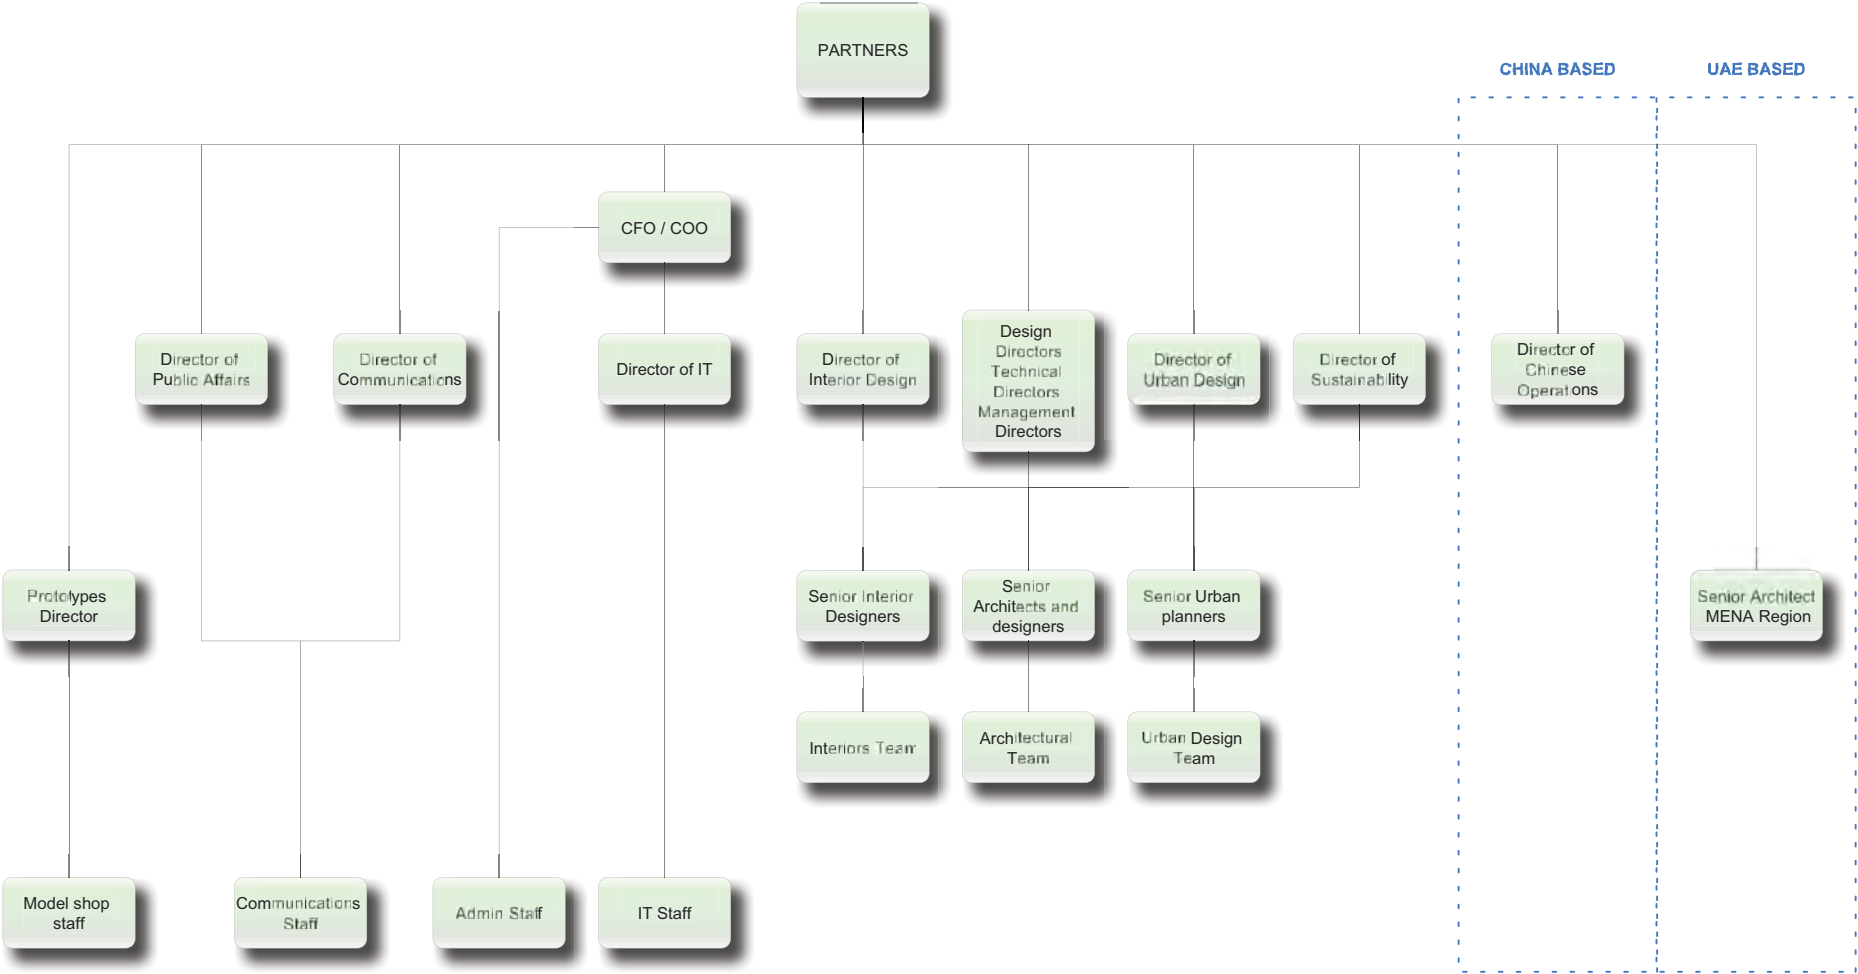 PARTNERS
CHINA BASED
UAE BASED
CFO / COO
Director of
Public Affairs
Director of
Communications
Director of IT
Director of
Interior Design
Design
Directors
Technical
Directors
Management
Directors
Director of
Urban Design
Director of
Sustainability
Director of
Chinese
Operations
Prototypes
Director
Senior Interior
Designers
Senior
Architects and
designers
Senior Urban
planners
Senior Architect
MENA Region
Interiors Team
Architectural
Team
Urban Design
Team
Model shop
staff
Communications
Staff
Admin Staff
IT Staff